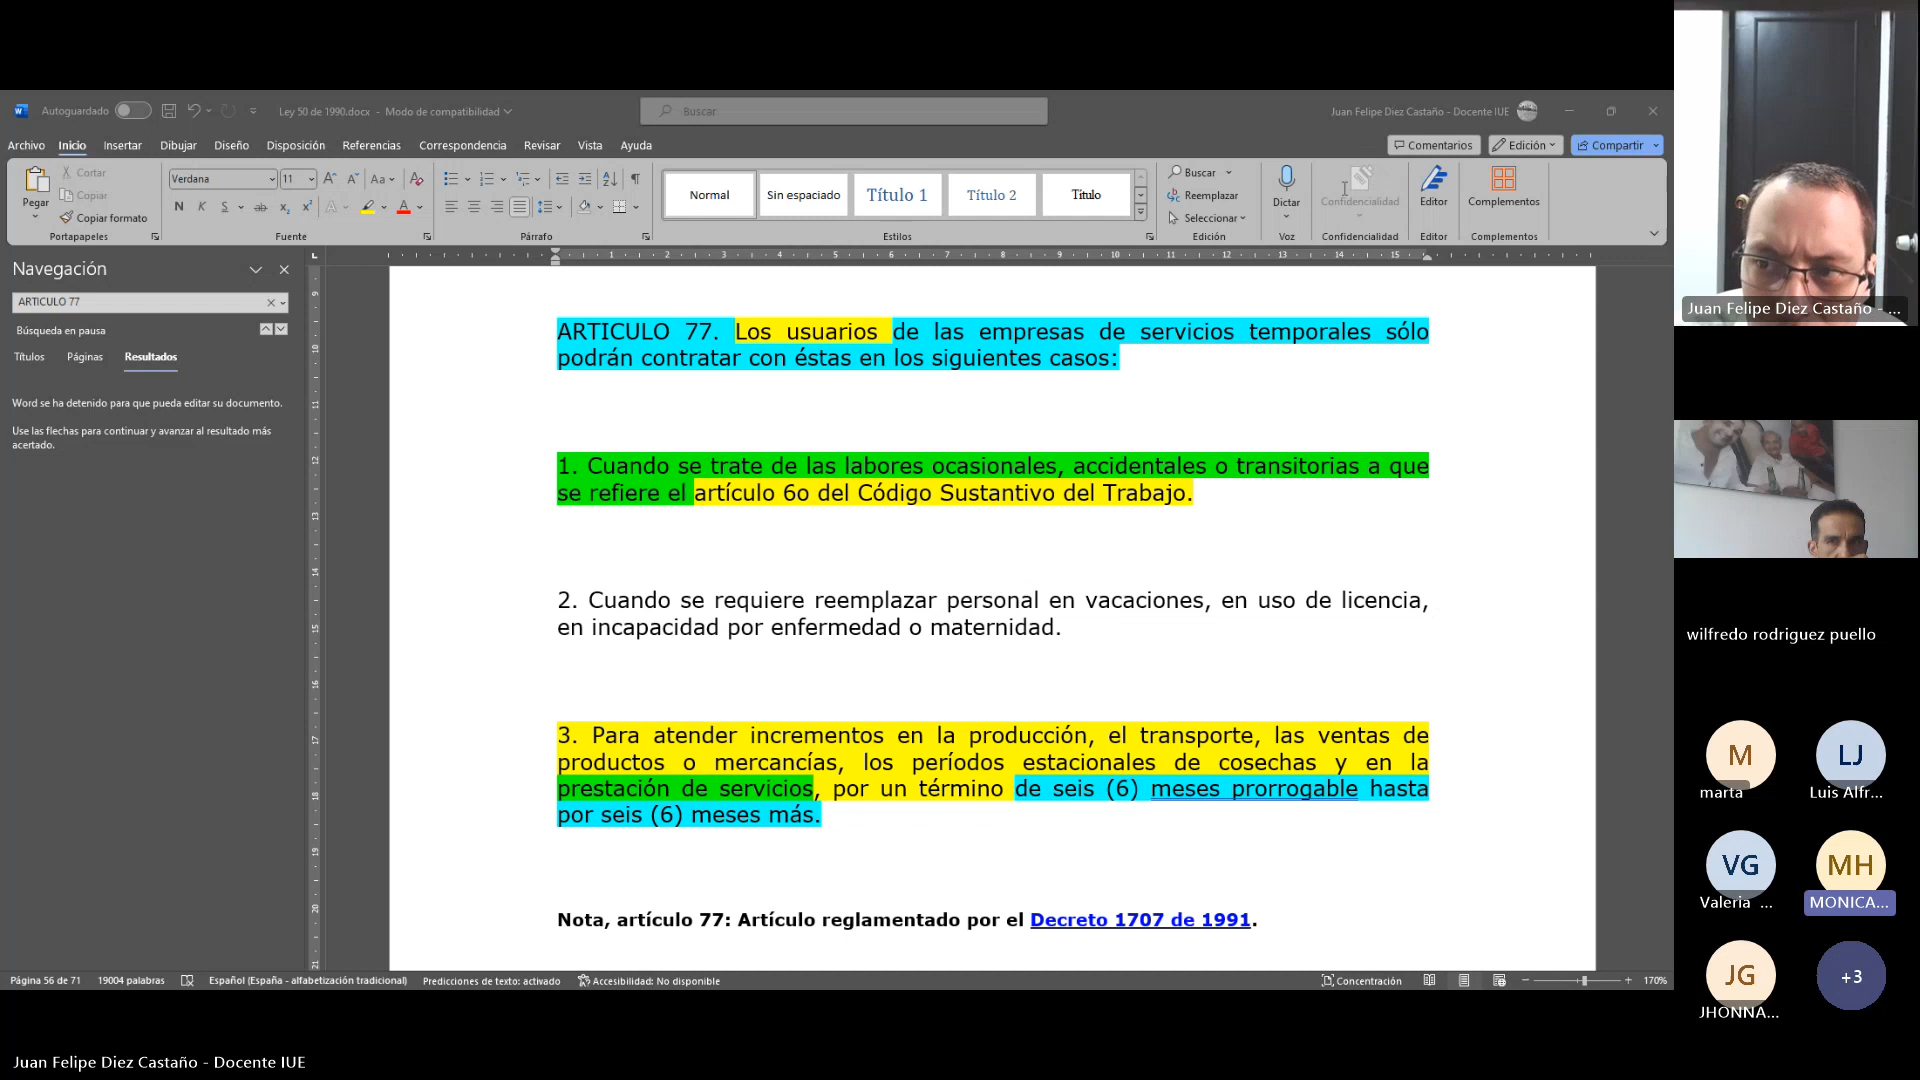 Autoguardado
Ley 50 de 1990.docx - Modo de compatibilidad
Buscar
Juan Felipe Diez Castaño - Docente IUE
Archivo Inicio Insertar Dibujar Diseño Disposición Referencias Correspondencia Revisar Vista Ayuda
Comentarios Edición Compartir
Pegar
Cortar
Copiar
Copiar formato
Portapapeles
Verdana 11
Fuente
Párrafo
Normal Sin espaciado Título 1 Título 2 Título
Estilos
Buscar
Reemplazar
Seleccionar
Edición
Dictar
Voz
Confidencialidad
Confidencialidad
Editor
Editor
Complementos
Complementos
Navegación
ARTICULO 77
Búsqueda en pausa
Títulos Páginas Resultados
Word se ha detenido para que pueda editar su documento.
Use las flechas para continuar y avanzar al resultado más
acertado.
ARTICULO 77. Los usuarios de las empresas de servicios temporales sólo
podrán contratar con éstas en los siguientes casos:
1. Cuando se trate de las labores ocasionales, accidentales o transitorias a que
se refiere el artículo 6o del Código Sustantivo del Trabajo.
2. Cuando se requiere reemplazar personal en vacaciones, en uso de licencia,
en incapacidad por enfermedad o maternidad.
3. Para atender incrementos en la producción, el transporte, las ventas de
productos o mercancías, los períodos estacionales de cosechas y en la
prestación de servicios, por un término de seis (6) meses prorrogable hasta
por seis (6) meses más.
Nota, artículo 77: Artículo reglamentado por el Decreto 1707 de 1991.
Página 56 de 71 19004 palabras Español (España - alfabetización tradicional) Predicciones de texto: activado Accesibilidad: No disponible Concentración 170%
Juan Felipe Diez Castaño - ...
wilfredo rodriguez puello
M
marta
LJ
Luis Alfr...
VG
Valeria ...
MH
MONICA...
JG
JHONNA...
+3
Juan Felipe Diez Castaño - Docente IUE